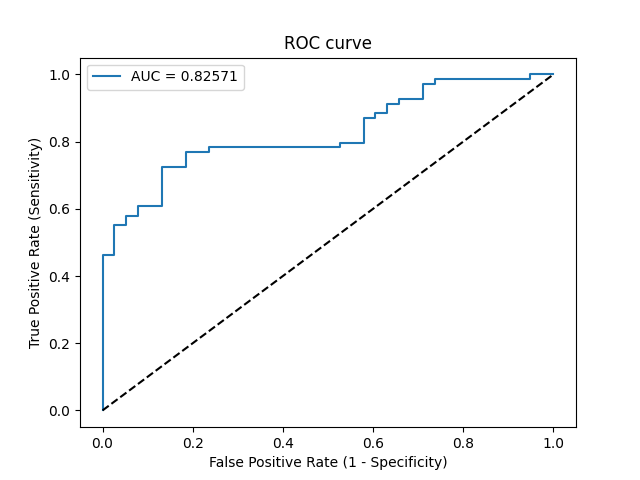 ROC curve
AUC = 0.82571
True Positive Rate (Sensitivity)
1.0
0.8
0.6
0.4
0.2
0.0
0.0 0.2 0.4 0.6 0.8 1.0
False Positive Rate (1 - Specificity)